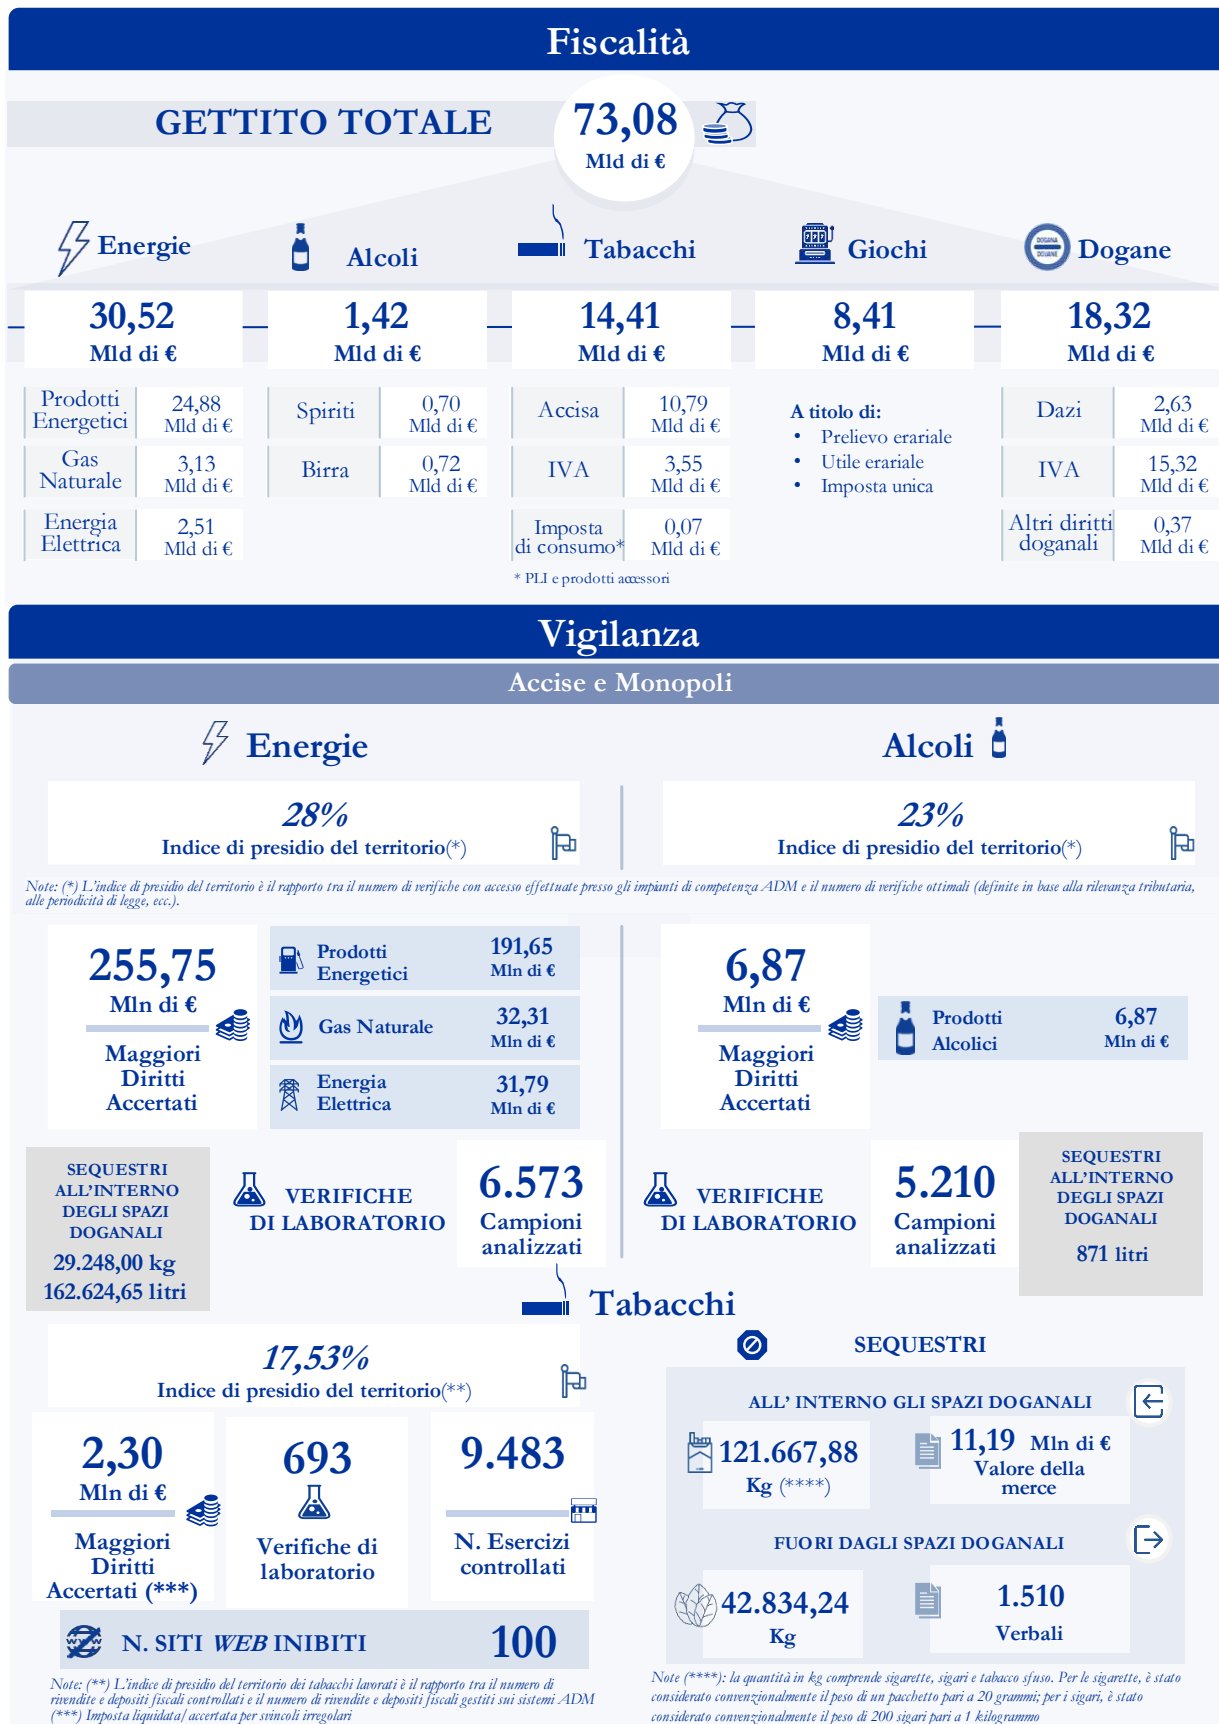 Fiscalità
GETTITO TOTALE
73,08
Mld di €
Energie
Alcoli
Tabacchi
Giochi
DOGANA
DOUANE
Dogane
30,52
Mld di €
1,42
Mld di €
14,41
Mld di €
8,41
Mld di €
18,32
Mld di €
Prodotti
Energetici
24,88
Mld di €
Gas
Naturale
3,13
Mld di €
Energia
Elettrica
2,51
Mld di €
Spiriti
0,70
Mld di €
Birra
0,72
Mld di €
Accisa
10,79
Mld di €
IVA
3,55
Mld di €
Imposta
di consumo*
0,07
Mld di €
* PLI e prodotti accessori
A titolo di:
• Prelievo erariale
• Utile erariale
• Imposta unica
Dazi
2,63
Mld di €
IVA
15,32
Mld di €
Altri diritti
doganali
0,37
Mld di €
Vigilanza
Accise e Monopoli
Energie
Alcoli
28%
Indice di presidio del territorio(*)
23%
Indice di presidio del territorio(*)
Note: (*) L'indice di presidio del territorio è il rapporto tra il numero di verifiche con accesso effettuate presso gli impianti di competenza ADM e il numero di verifiche ottimali (definite in base alla rilevanza tributaria,
alle periodicità di legge, ecc.).
255,75
Mln di €
Maggiori
Diritti
Accertati
Prodotti
Energetici
191,65
Mln di €
Gas Naturale
32,31
Mln di €
Energia
Elettrica
31,79
Mln di €
6,87
Mln di €
Maggiori
Diritti
Accertati
Prodotti
Alcolici
6,87
Mln di €
SEQUESTRI
ALL'INTERNO
DEGLI SPAZI
DOGANALI
29.248,00 kg
162.624,65 litri
VERIFICHE
DI LABORATORIO
6.573
Campioni
analizzati
VERIFICHE
DI LABORATORIO
5.210
Campioni
analizzati
SEQUESTRI
ALL'INTERNO
DEGLI SPAZI
DOGANALI
871 litri
Tabacchi
17,53%
Indice di presidio del territorio(**)
2,30
Mln di €
Maggiori
Diritti
Accertati (***)
693
Verifiche di
laboratorio
9.483
N. Esercizi
controllati
WWW
N. SITI WEB INIBITI
100
Note: (**) L'indice di presidio del territorio dei tabacchi lavorati è il rapporto tra il numero di
rivendite e depositi fiscali controllati e il numero di rivendite e depositi fiscali gestiti sui sistemi ADM
(***) Imposta liquidata/accertata per svincoli irregolari
SEQUESTRI
ALL' INTERNO GLI SPAZI DOGANALI
121.667,88
Kg (****)
11,19 Mln di €
Valore della
merce
FUORI DAGLI SPAZI DOGANALI
42.834,24
Kg
1.510
Verbali
Note (****): la quantità in kg comprende sigarette, sigari e tabacco sfuso. Per le sigarette, è stato
considerato convenzionalmente il peso di un pacchetto pari a 20 grammi; per i sigari, è stato
considerato convenzionalmente il peso di 200 sigari pari a 1 kilogrammo